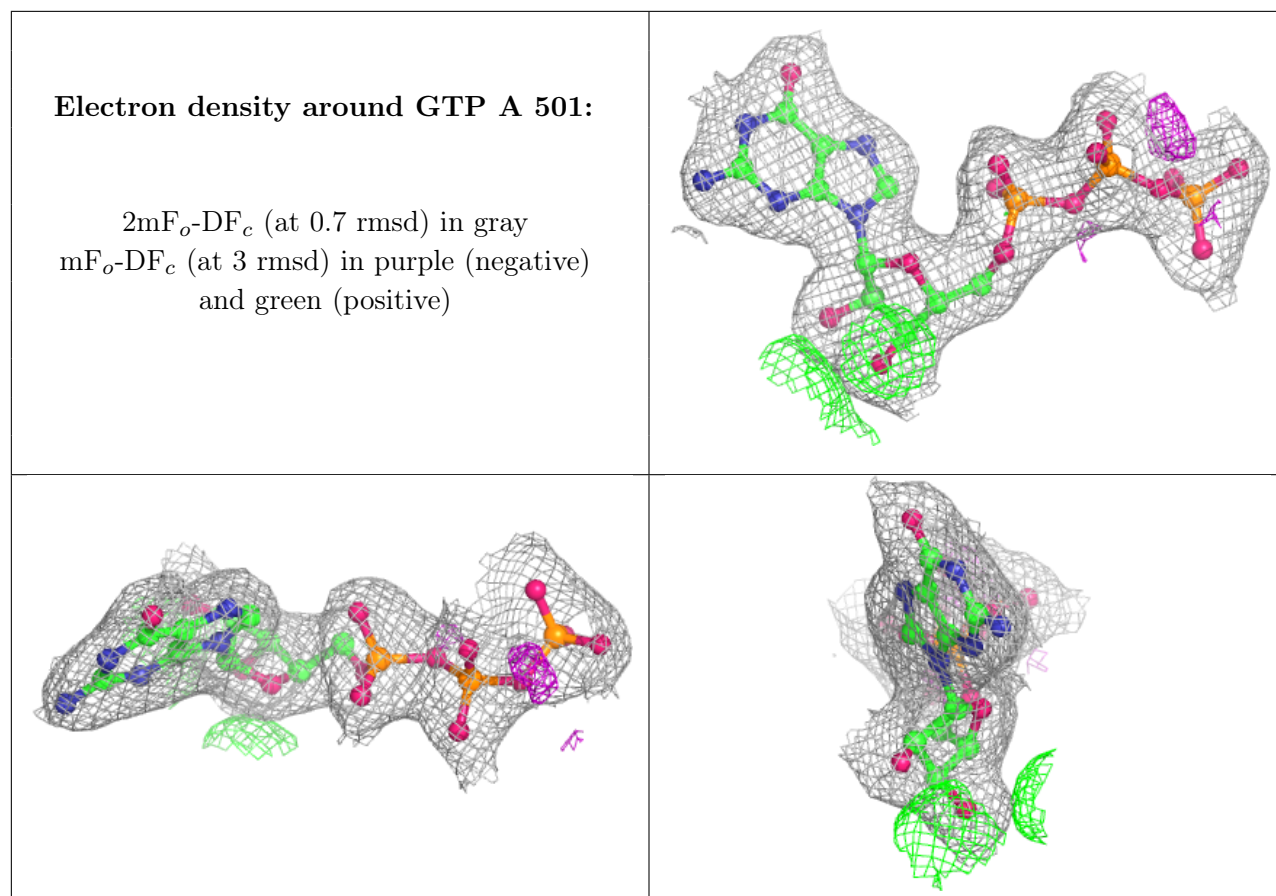 Electron density around GTP A 501:
2mFₒ-DF𝒸 (at 0.7 rmsd) in gray
mFₒ-DF𝒸 (at 3 rmsd) in purple (negative)
and green (positive)